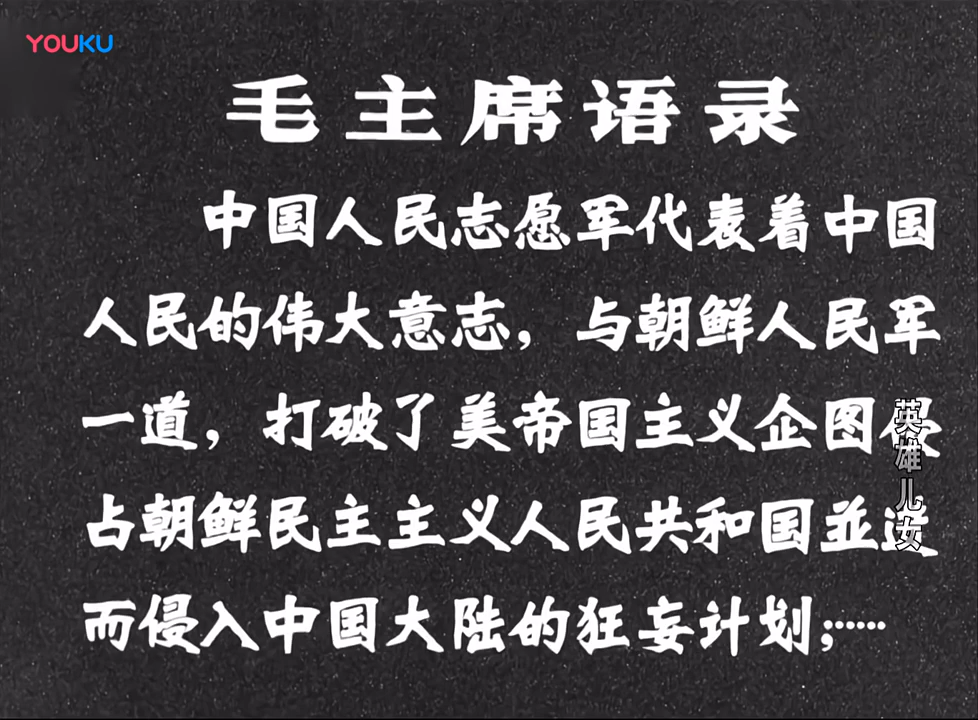 YOUKU
毛主席语录
中国人民志愿军代表着中国
人民的伟大意志，与朝鲜人民军
一道，打破了美帝国主义企图侵
占朝鲜民主主义人民共和国並进
而侵入中国大陆的狂妄计划；……
英雄儿女